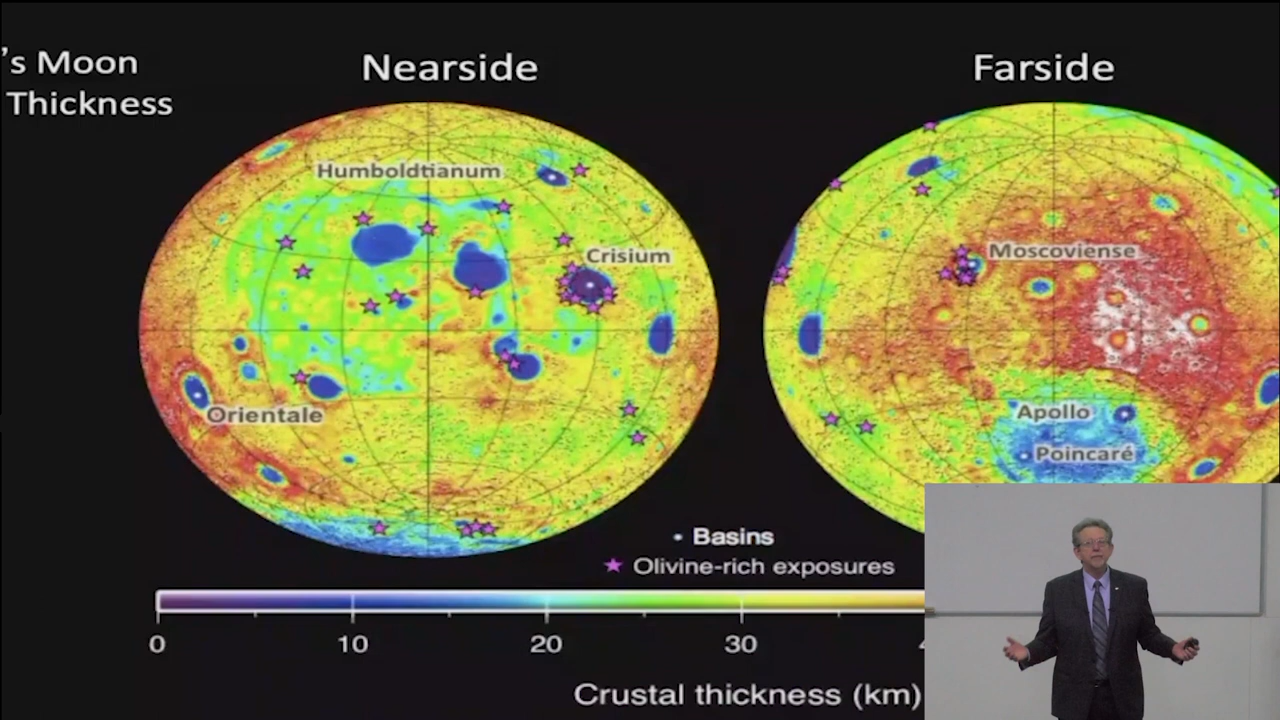 's Moon
Thickness
Nearside
Farside
Humboldtianum
Crisium
Orientale
Moscoviense
Apollo
Poincaré
Basins
Olivine-rich exposures
0 10 20 30
Crustal thickness (km)